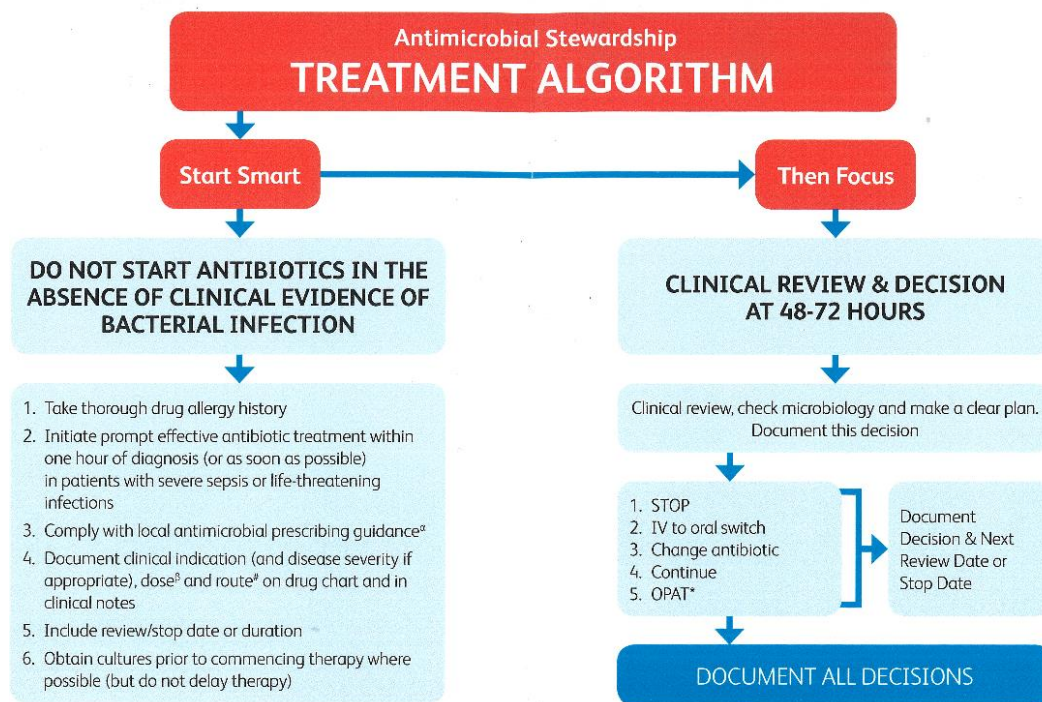 Antimicrobial Stewardship
TREATMENT ALGORITHM
Start Smart
Then Focus
DO NOT START ANTIBIOTICS IN THE
ABSENCE OF CLINICAL EVIDENCE OF
BACTERIAL INFECTION
1. Take thorough drug allergy history
2. Initiate prompt effective antibiotic treatment within
one hour of diagnosis (or as soon as possible)
in patients with severe sepsis or life-threatening
infections
3. Comply with local antimicrobial prescribing guidanceᵅ
4. Document clinical indication (and disease severity if
appropriate), doseᵝ and route# on drug chart and in
clinical notes
5. Include review/stop date or duration
6. Obtain cultures prior to commencing therapy where
possible (but do not delay therapy)
CLINICAL REVIEW & DECISION
AT 48-72 HOURS
Clinical review, check microbiology and make a clear plan.
Document this decision
1. STOP
2. IV to oral switch
3. Change antibiotic
4. Continue
5. OPAT*
Document
Decision & Next
Review Date or
Stop Date
DOCUMENT ALL DECISIONS